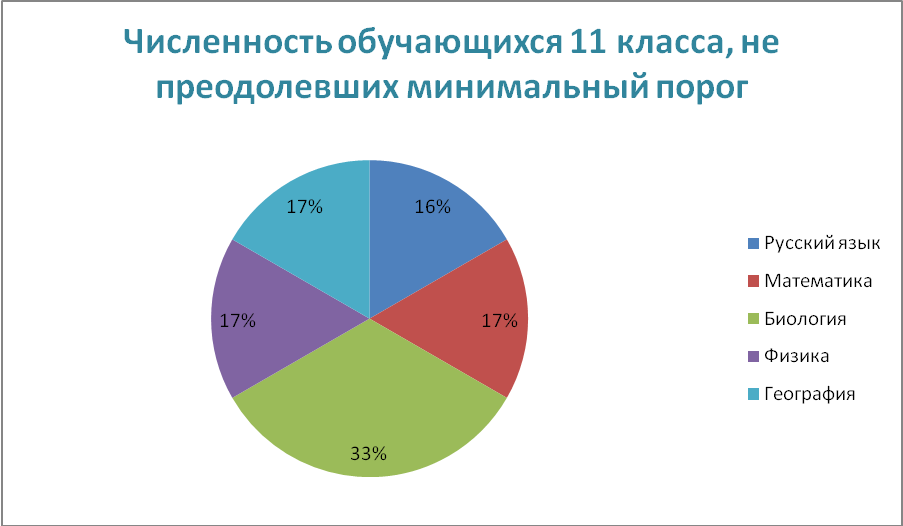 Численность обучающихся 11 класса, не
преодолевших минимальный порог
17%
16%
17%
17%
33%
Русский язык
Математика
Биология
Физика
География